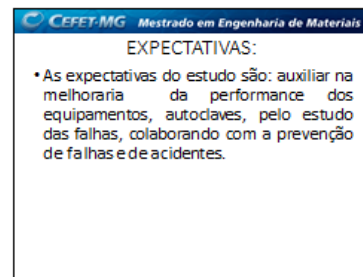 CEFET-MG Mestrado em Engenharia de Materiais
EXPECTATIVAS:
• As expectativas do estudo são: auxiliar na
melhoraria da performance dos
equipamentos, autoclaves, pelo estudo
das falhas, colaborando com a prevenção
de falhas e de acidentes.